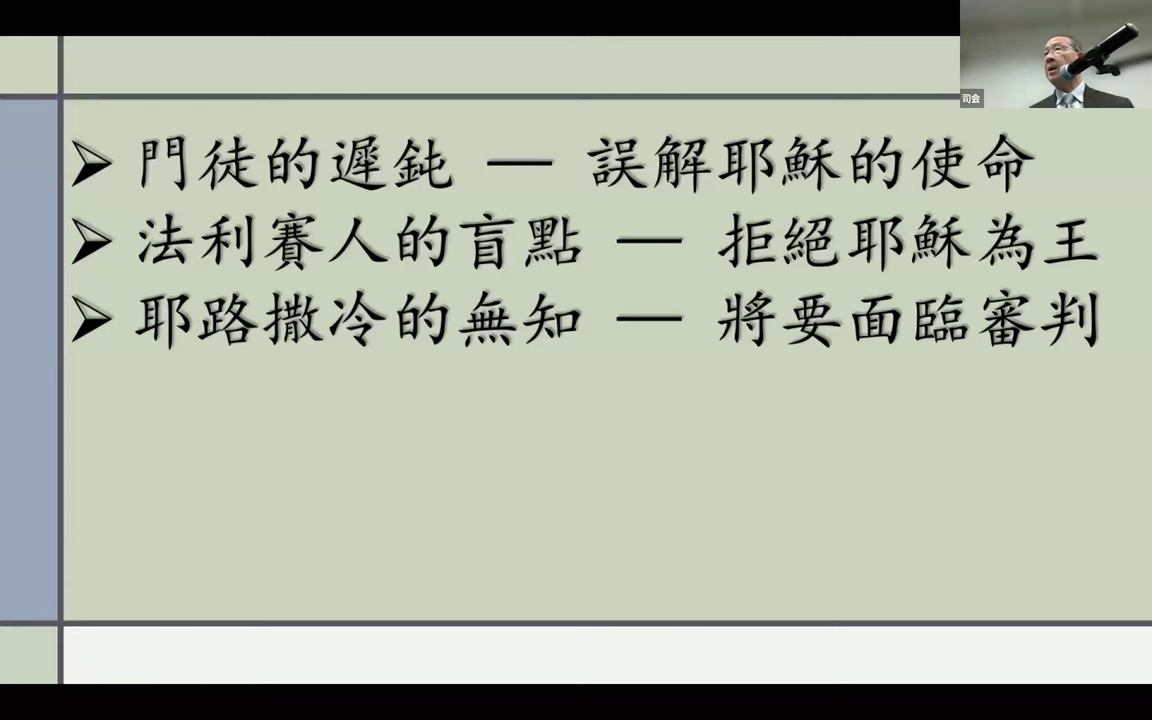 司会
➢ 門徒的遲鈍 — 誤解耶穌的使命
➢ 法利賽人的盲點 — 拒絕耶穌為王
➢ 耶路撒冷的無知 — 將要面臨審判